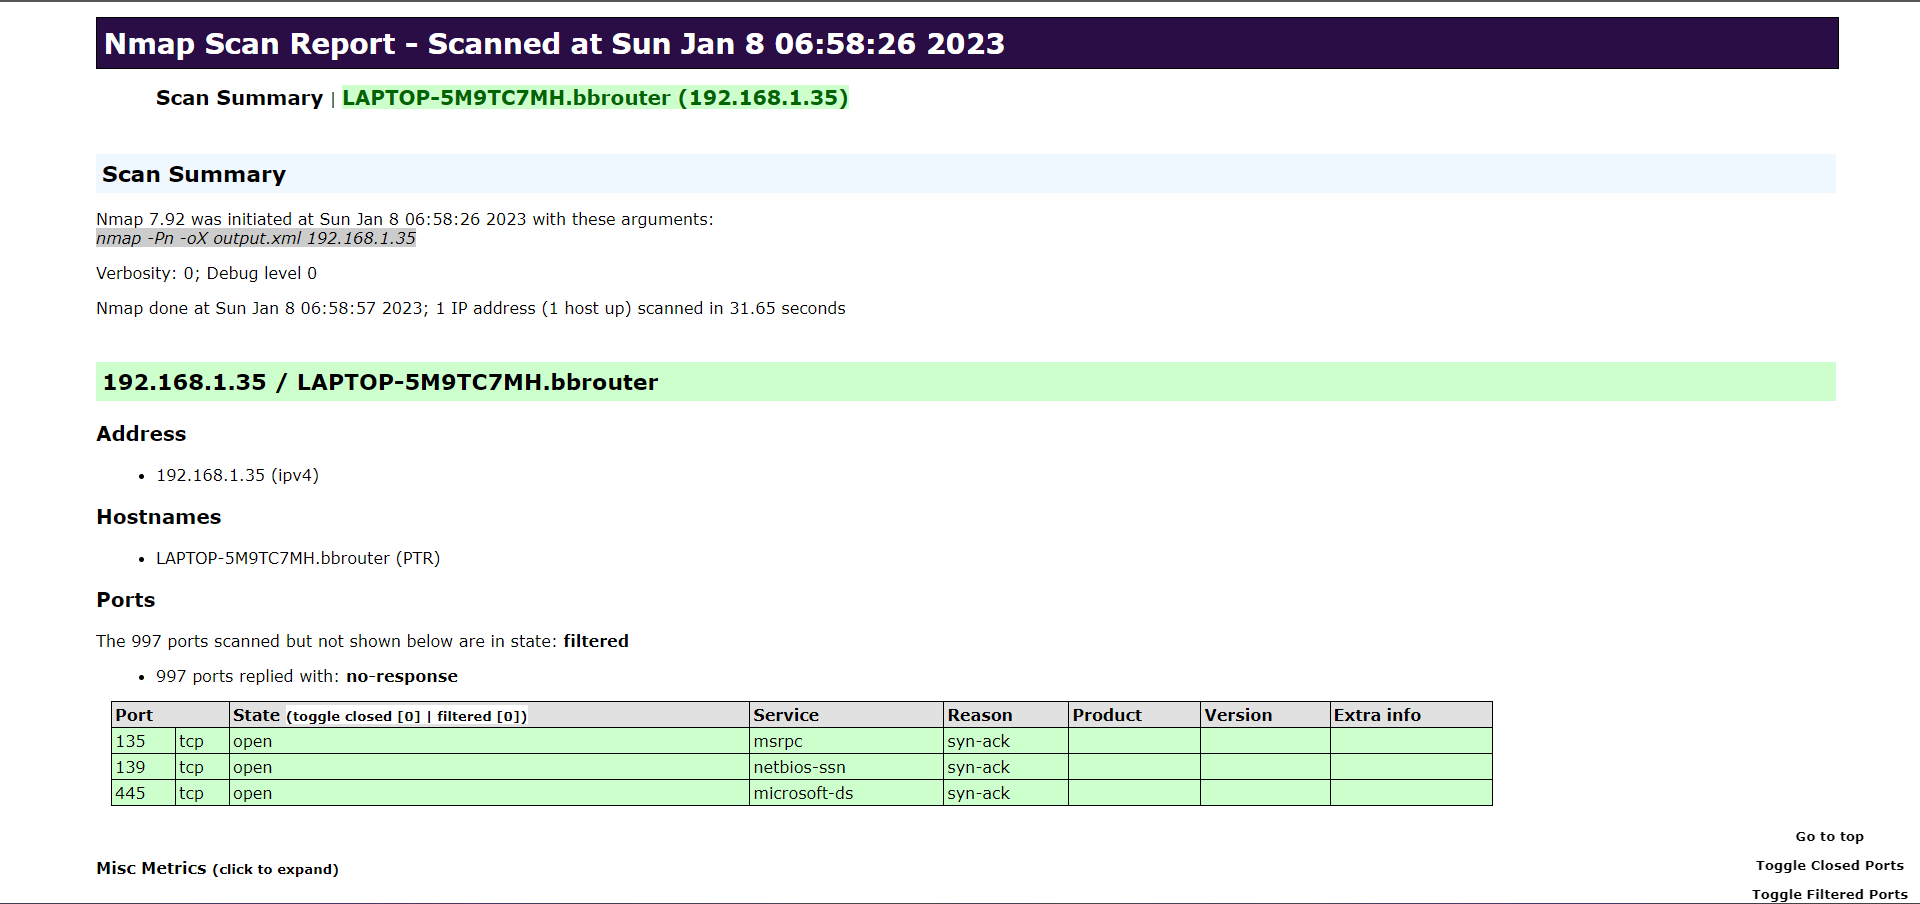 Nmap Scan Report - Scanned at Sun Jan 8 06:58:26 2023
Scan Summary | LAPTOP-5M9TC7MH.bbrouter (192.168.1.35)
Scan Summary
Nmap 7.92 was initiated at Sun Jan 8 06:58:26 2023 with these arguments:
nmap -Pn -oX output.xml 192.168.1.35
Verbosity: 0; Debug level 0
Nmap done at Sun Jan 8 06:58:57 2023; 1 IP address (1 host up) scanned in 31.65 seconds
192.168.1.35 / LAPTOP-5M9TC7MH.bbrouter
Address
• 192.168.1.35 (ipv4)
Hostnames
• LAPTOP-5M9TC7MH.bbrouter (PTR)
Ports
The 997 ports scanned but not shown below are in state: filtered
• 997 ports replied with: no-response
Port State (toggle closed [0] | filtered [0]) Service Reason Product Version Extra info
135 tcp open msrpc syn-ack
139 tcp open netbios-ssn syn-ack
445 tcp open microsoft-ds syn-ack
Go to top
Misc Metrics (click to expand)
Toggle Closed Ports
Toggle Filtered Ports